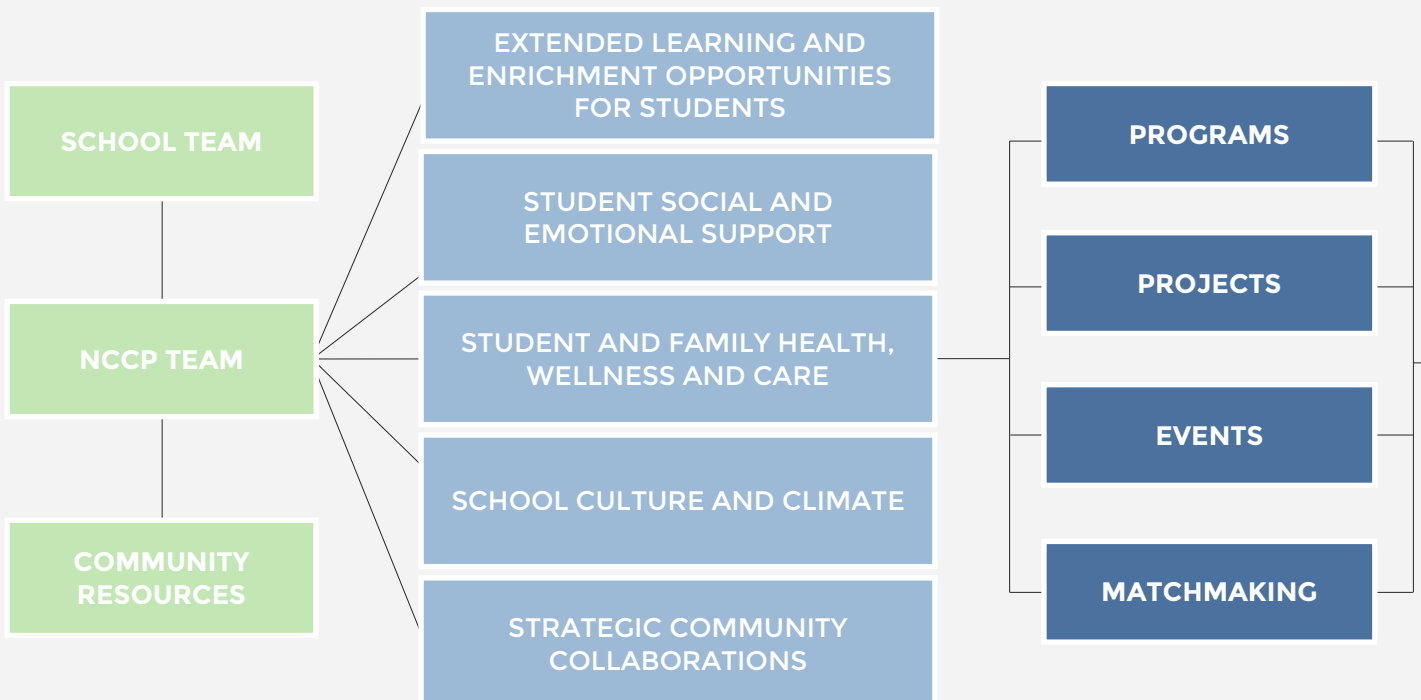 SCHOOL TEAM
NCCP TEAM
COMMUNITY
RESOURCES
EXTENDED LEARNING AND
ENRICHMENT OPPORTUNITIES
FOR STUDENTS
STUDENT SOCIAL AND
EMOTIONAL SUPPORT
STUDENT AND FAMILY HEALTH,
WELLNESS AND CARE
SCHOOL CULTURE AND CLIMATE
STRATEGIC COMMUNITY
COLLABORATIONS
PROGRAMS
PROJECTS
EVENTS
MATCHMAKING